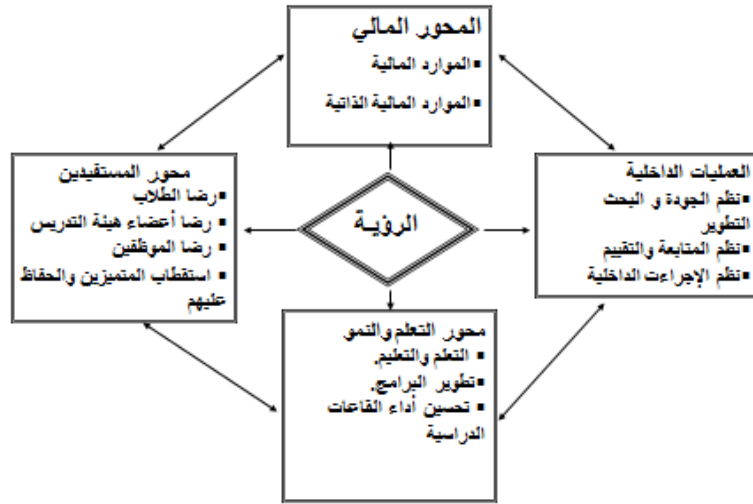 المحور المالي
▪الموارد المالية
▪الموارد المالية الذاتية
العمليات الداخلية
▪نظم الجودة و البحث
التطوير
▪نظم المتابعة والتقييم
▪نظم الإجراءت الداخلية
الرؤية
محور المستفيدين
▪رضا الطلاب
▪ رضا أعضاء هيئة التدريس
▪رضا الموظفين
▪ استقطاب المتميزين والحفاظ
عليهم
محور التعلم والنمو
▪ التعلم والتعليم.
▪تطوير البرامج.
▪ تحسين أداء القاعات
الدراسية